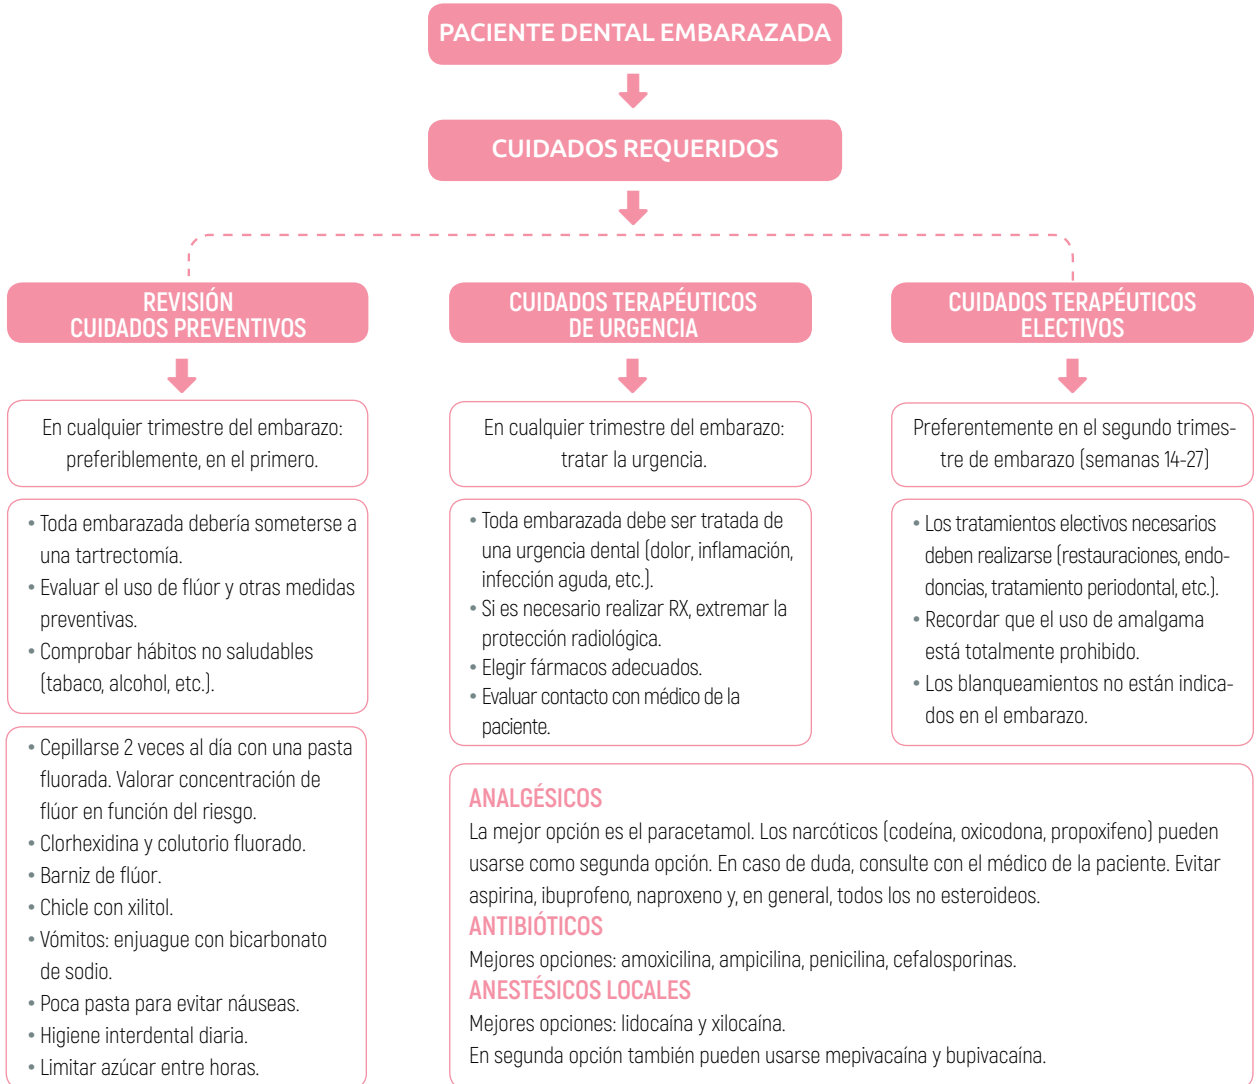 PACIENTE DENTAL EMBARAZADA
CUIDADOS REQUERIDOS
REVISIÓN
CUIDADOS PREVENTIVOS
En cualquier trimestre del embarazo:
preferiblemente, en el primero.
• Toda embarazada debería someterse a
una tartrectomía.
• Evaluar el uso de flúor y otras medidas
preventivas.
• Comprobar hábitos no saludables
(tabaco, alcohol, etc.).
• Cepillarse 2 veces al día con una pasta
fluorada. Valorar concentración de
flúor en función del riesgo.
• Clorhexidina y colutorio fluorado.
• Barniz de flúor.
• Chicle con xilitol.
• Vómitos: enjuague con bicarbonato
de sodio.
• Poca pasta para evitar náuseas.
• Higiene interdental diaria.
• Limitar azúcar entre horas.
CUIDADOS TERAPÉUTICOS
DE URGENCIA
En cualquier trimestre del embarazo:
tratar la urgencia.
• Toda embarazada debe ser tratada de
una urgencia dental (dolor, inflamación,
infección aguda, etc.).
• Si es necesario realizar RX, extremar la
protección radiológica.
• Elegir fármacos adecuados.
• Evaluar contacto con médico de la
paciente.
CUIDADOS TERAPÉUTICOS
ELECTIVOS
Preferentemente en el segundo trimes-
tre de embarazo (semanas 14-27)
• Los tratamientos electivos necesarios
deben realizarse (restauraciones, endo-
doncias, tratamiento periodontal, etc.).
• Recordar que el uso de amalgama
está totalmente prohibido.
• Los blanqueamientos no están indica-
dos en el embarazo.
ANALGÉSICOS
La mejor opción es el paracetamol. Los narcóticos (codeína, oxicodona, propoxifeno) pueden
usarse como segunda opción. En caso de duda, consulte con el médico de la paciente. Evitar
aspirina, ibuprofeno, naproxeno y, en general, todos los no esteroideos.
ANTIBIÓTICOS
Mejores opciones: amoxicilina, ampicilina, penicilina, cefalosporinas.
ANESTÉSICOS LOCALES
Mejores opciones: lidocaína y xilocaína.
En segunda opción también pueden usarse mepivacaína y bupivacaína.